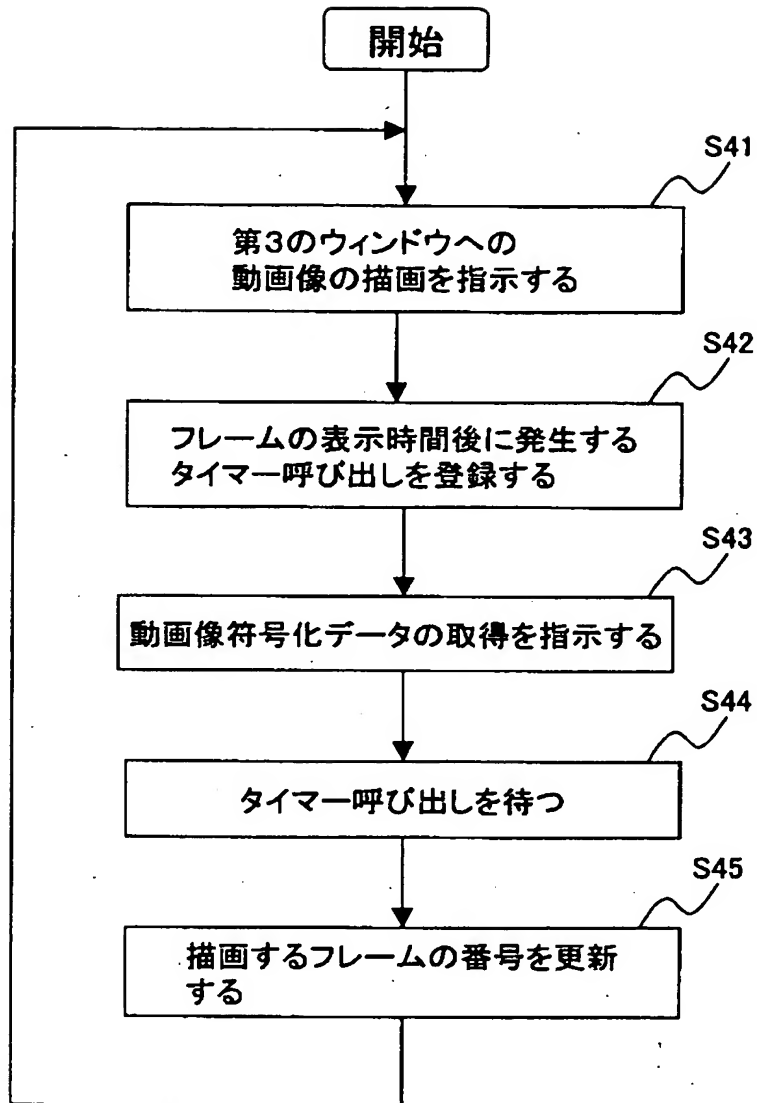 開始
S41
第3のウィンドウへの
動画像の描画を指示する
S42
フレームの表示時間後に発生する
タイマー呼び出しを登録する
S43
動画像符号化データの取得を指示する
S44
タイマー呼び出しを待つ
S45
描画するフレームの番号を更新
する